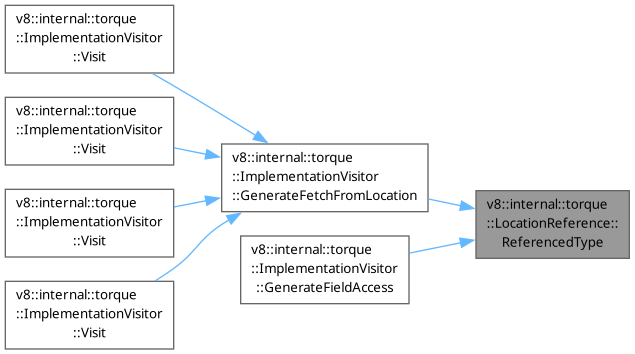 v8::internal::torque
::ImplementationVisitor
::Visit
v8::internal::torque
::ImplementationVisitor
::Visit
v8::internal::torque
::ImplementationVisitor
::Visit
v8::internal::torque
::ImplementationVisitor
::Visit
v8::internal::torque
::ImplementationVisitor
::GenerateFetchFromLocation
v8::internal::torque
::ImplementationVisitor
::GenerateFieldAccess
v8::internal::torque
::LocationReference::
ReferencedType